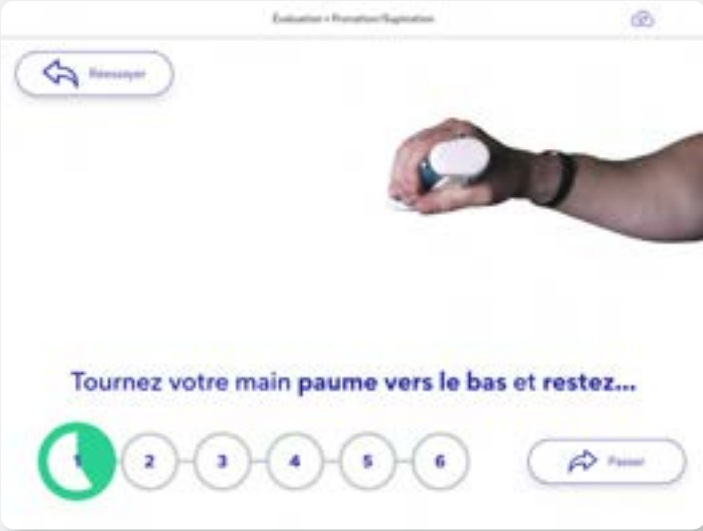 Évaluation • Pronation/Supination
Réessayer
Tournez votre main paume vers le bas et restez...
1 2 3 4 5 6
Passer